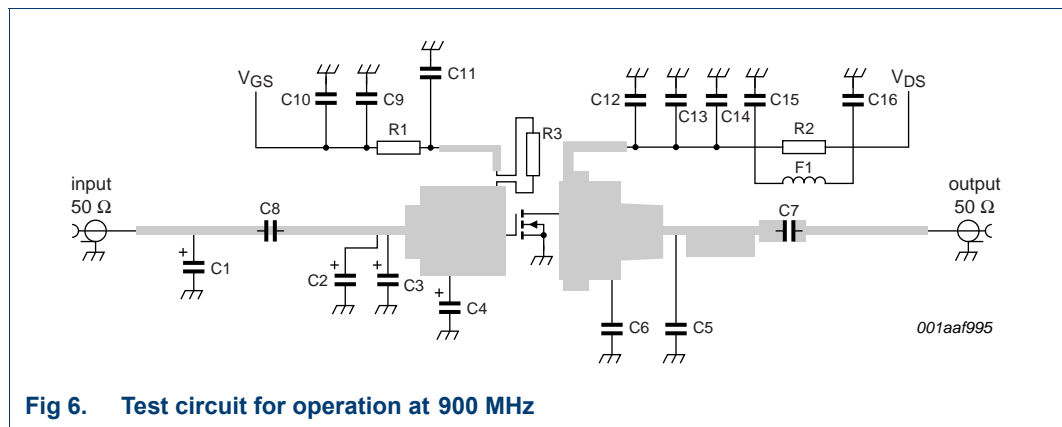 VGS
C10
C9
C11
R1
R3
C12
C13
C14
C15
C16
VDS
R2
F1
input
50 Ω
C8
C7
output
50 Ω
C1
C2
C3
C4
C6
C5
001aaf995
Fig 6. Test circuit for operation at 900 MHz